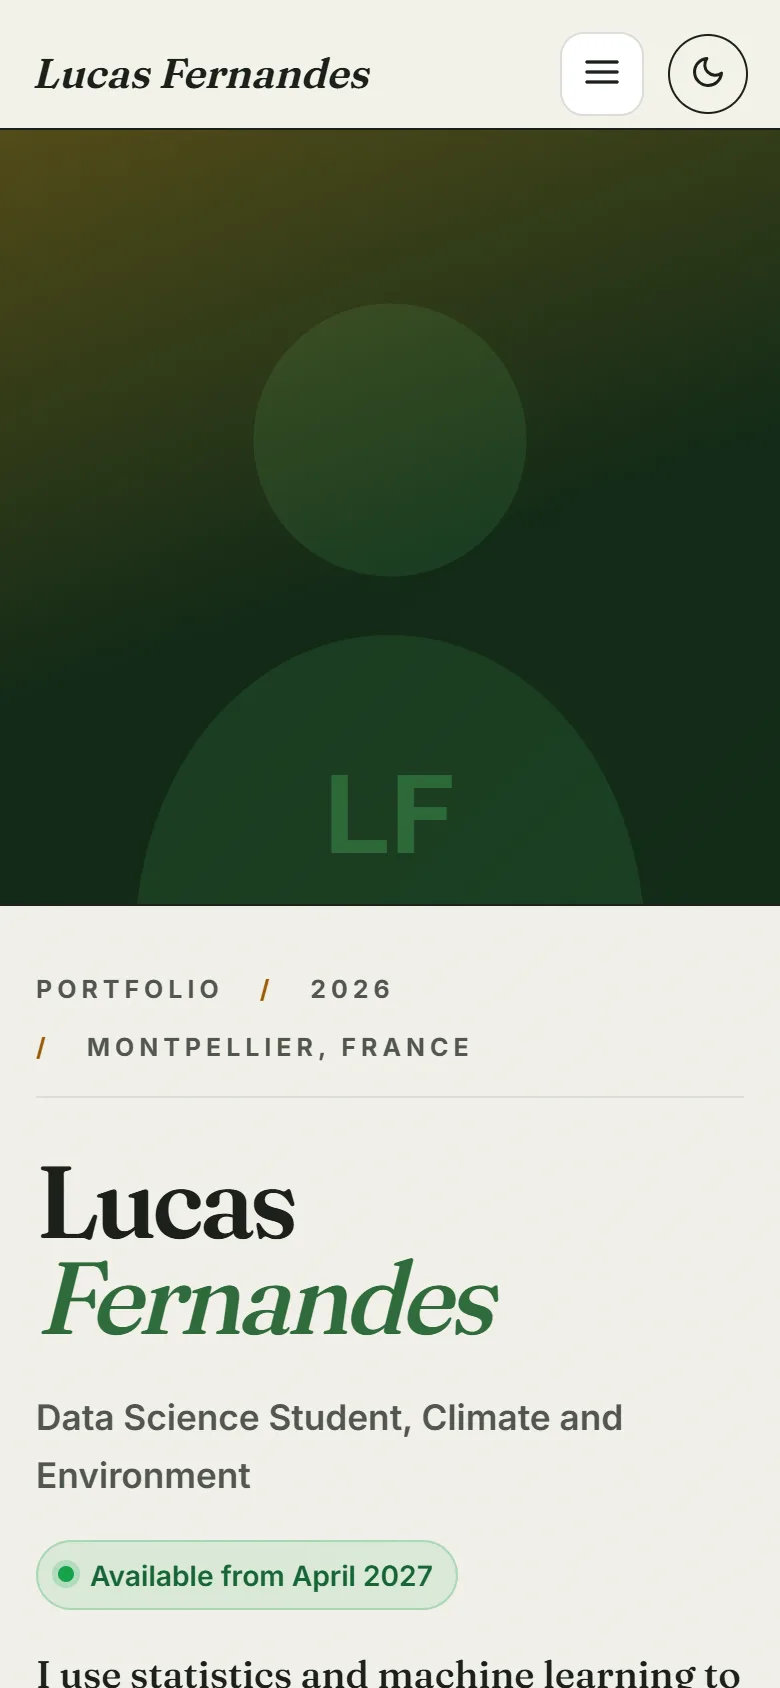 Lucas Fernandes
LF
PORTFOLIO / 2026
/ MONTPELLIER, FRANCE
Lucas
Fernandes
Data Science Student, Climate and
Environment
Available from April 2027
I use statistics and machine learning to